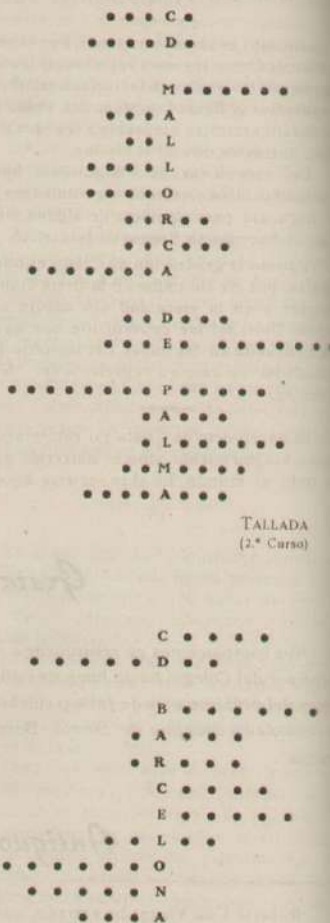 • • • C •
• • • • D •
M • • • • • •
• • • A
• • L
• • • L
• • • • L
• • • • O
• • R • •
• • C • • •
• • • • • • • A
• • D • • •
• • • E • • • • • • • •
• • • • • • • • • P • • • • •
• A • • •
• L • • • • • •
• • M • • • •
• • • • A • • •
TALLADA
(2.º Curso)
C • • • •
• • • • • • D • •
B • • • • • • •
• A • • •
• R • • •
C • • • •
E • • • • •
• • L • •
• • • • • • • O
• • • • • N
• • • • A